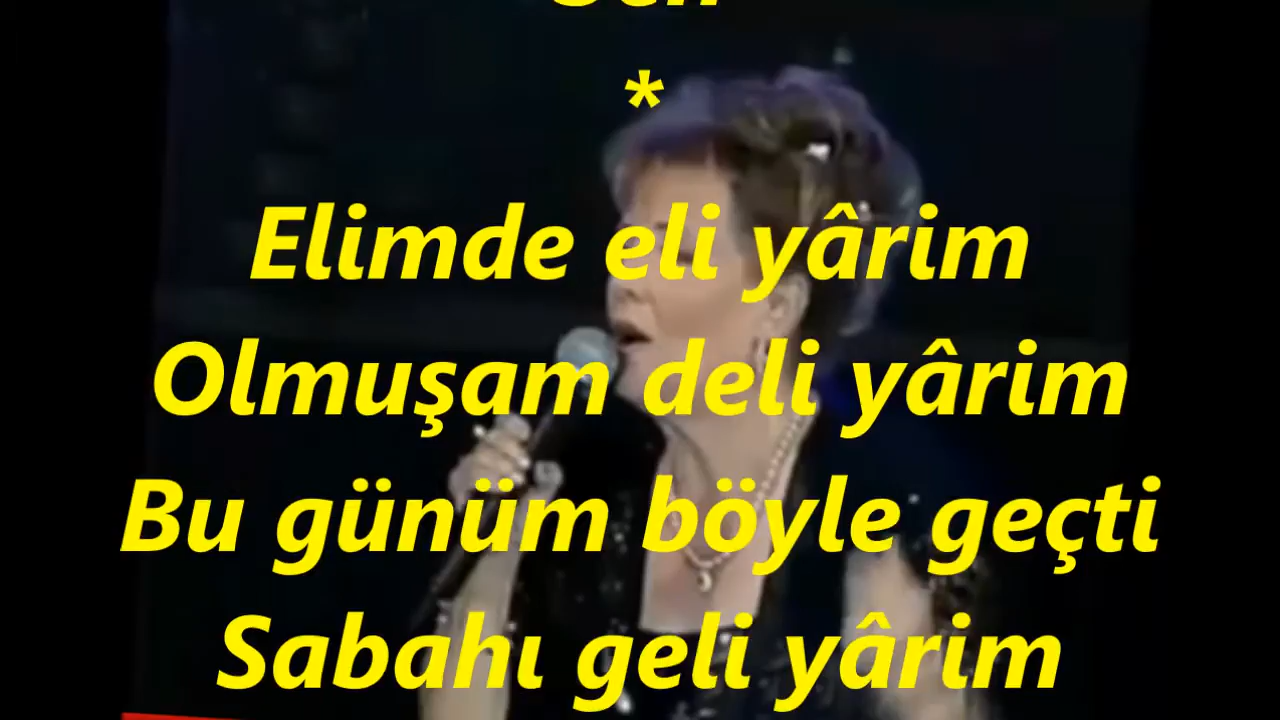 *
Elimde eli yârim
Olmuşam deli yârim
Bu günüm böyle geçti
Sabahı geli yârim